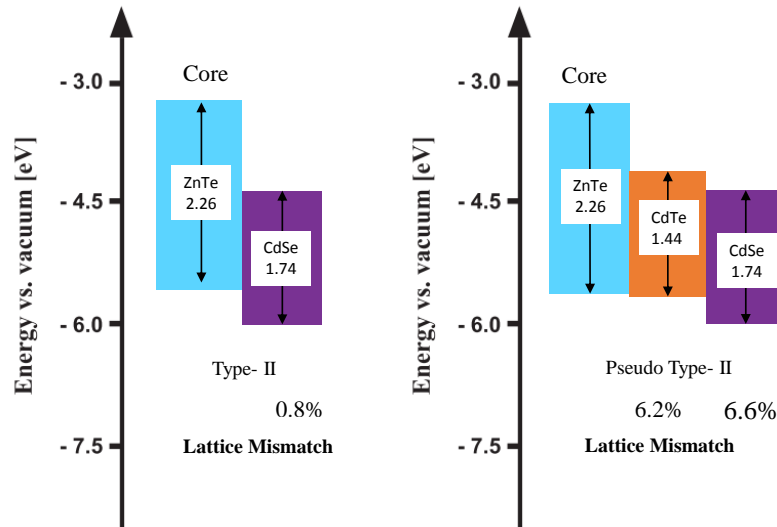 Energy vs. vacuum [eV]
- 3.0
- 4.5
- 6.0
- 7.5
Core
ZnTe
2.26
CdSe
1.74
Type- II
0.8%
Lattice Mismatch
Energy vs. vacuum [eV]
- 3.0
- 4.5
- 6.0
- 7.5
Core
ZnTe
2.26
CdTe
1.44
CdSe
1.74
Pseudo Type- II
6.2%
6.6%
Lattice Mismatch